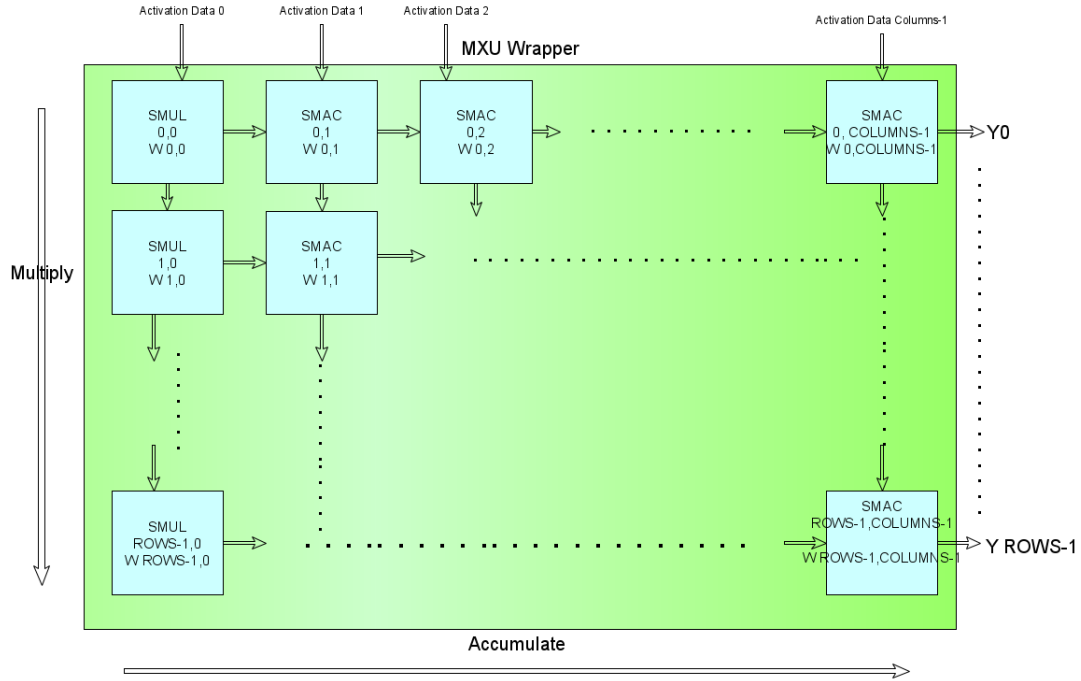 Activation Data 0
Activation Data 1
Activation Data 2
Activation Data Columns-1
MXU Wrapper
SMUL
0,0
W 0,0
SMAC
0,1
W 0,1
SMAC
0,2
W 0,2
SMAC
0, COLUMNS-1
W 0,COLUMNS-1
Y0
Multiply
SMUL
1,0
W 1,0
SMAC
1,1
W 1,1
SMUL
ROWS-1,0
W ROWS-1,0
SMAC
ROWS-1,COLUMNS-1
W ROWS-1,COLUMNS-1
Y ROWS-1
Accumulate